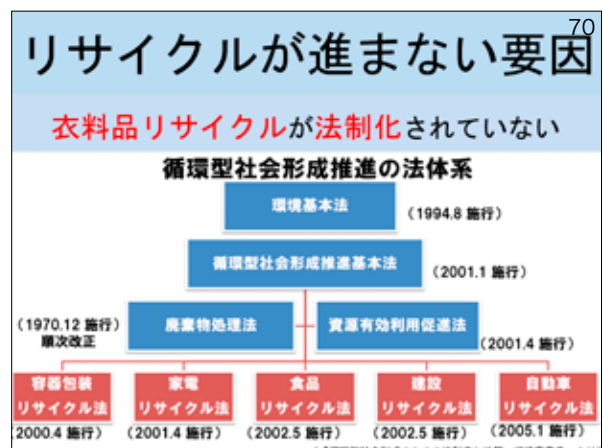 70
リサイクルが進まない要因
衣料品リサイクルが法制化されていない
循環型社会形成推進の法体系
環境基本法
(1994.8 施行)
循環型社会形成推進基本法
(2001.1 施行)
(1970.12 施行)
順次改正
廃棄物処理法
資源有効利用促進法
(2001.4 施行)
容器包装
リサイクル法
家電
リサイクル法
食品
リサイクル法
建設
リサイクル法
自動車
リサイクル法
(2000.4 施行)
(2001.4 施行)
(2002.5 施行)
(2002.5 施行)
(2005.1 施行)